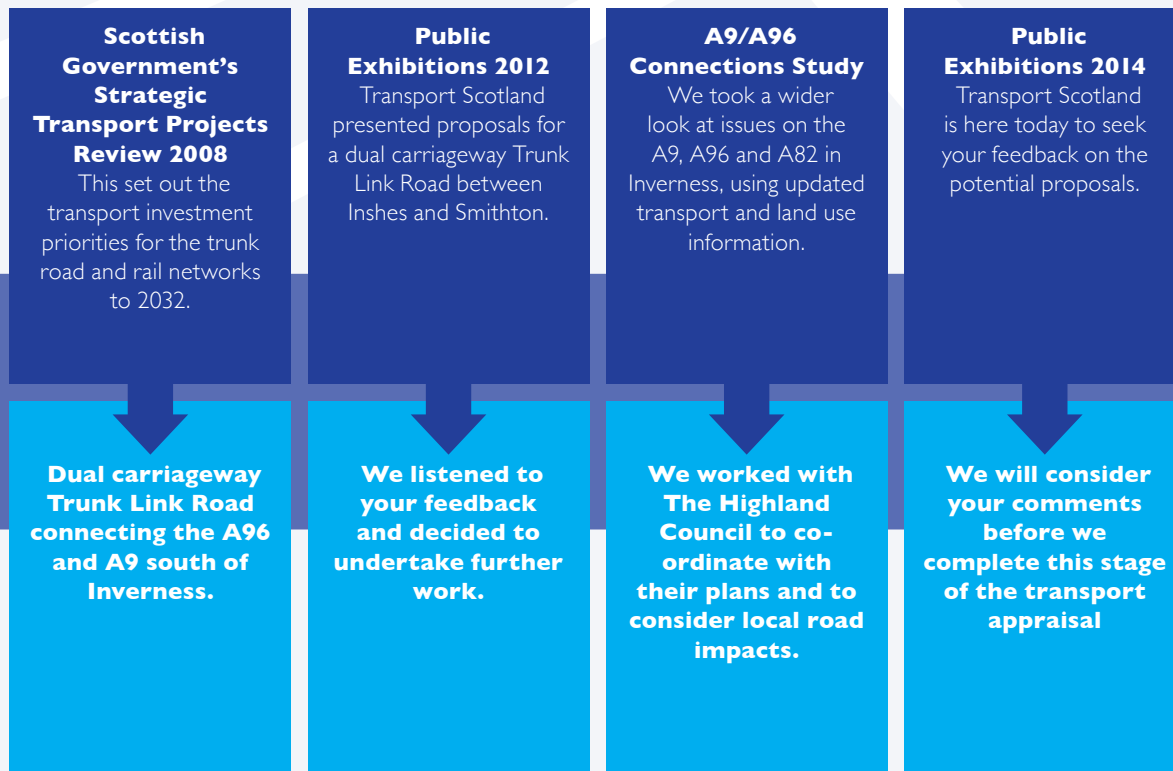 Scottish
Government's
Strategic
Transport Projects
Review 2008
This set out the
transport investment
priorities for the trunk
road and rail networks
to 2032.
Dual carriageway
Trunk Link Road
connecting the A96
and A9 south of
Inverness.
Public
Exhibitions 2012
Transport Scotland
presented proposals for
a dual carriageway Trunk
Link Road between
Inshes and Smithton.
We listened to
your feedback
and decided to
undertake further
work.
A9/A96
Connections Study
We took a wider
look at issues on the
A9, A96 and A82 in
Inverness, using updated
transport and land use
information.
We worked with
The Highland
Council to co-
ordinate with
their plans and to
consider local road
impacts.
Public
Exhibitions 2014
Transport Scotland
is here today to seek
your feedback on the
potential proposals.
We will consider
your comments
before we
complete this stage
of the transport
appraisal